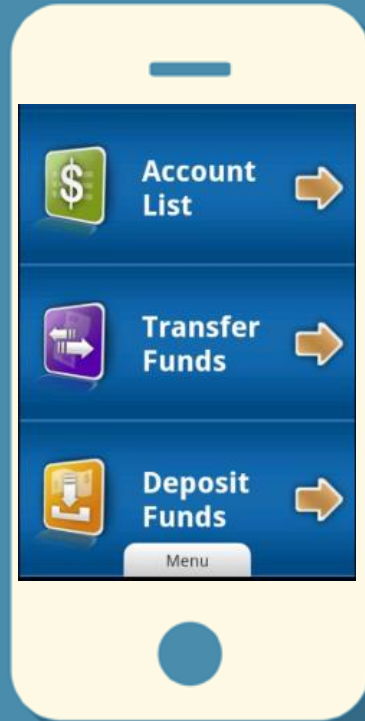 $
Account
List
Transfer
Funds
Deposit
Funds
Menu